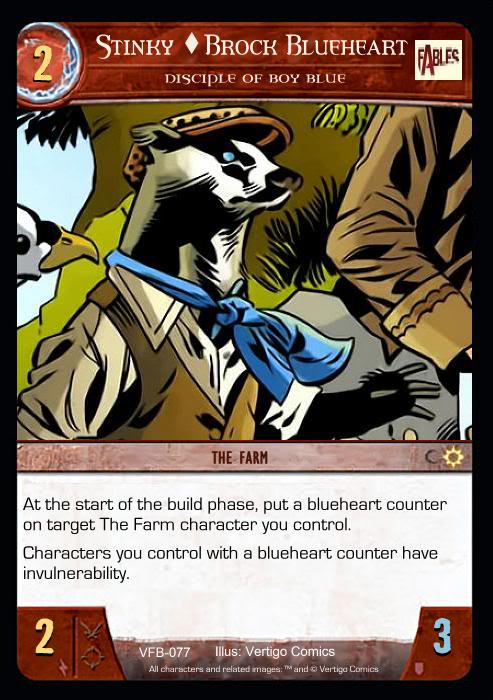 2
Stinky ♦ Brock Blueheart
FABLES
Disciple of Boy Blue
THE FARM
C
At the start of the build phase, put a blueheart counter
on target The Farm character you control.
Characters you control with a blueheart counter have
invulnerability.
2
3
VFB-077 Illus: Vertigo Comics
All characters and related images: ™ and © Vertigo Comics